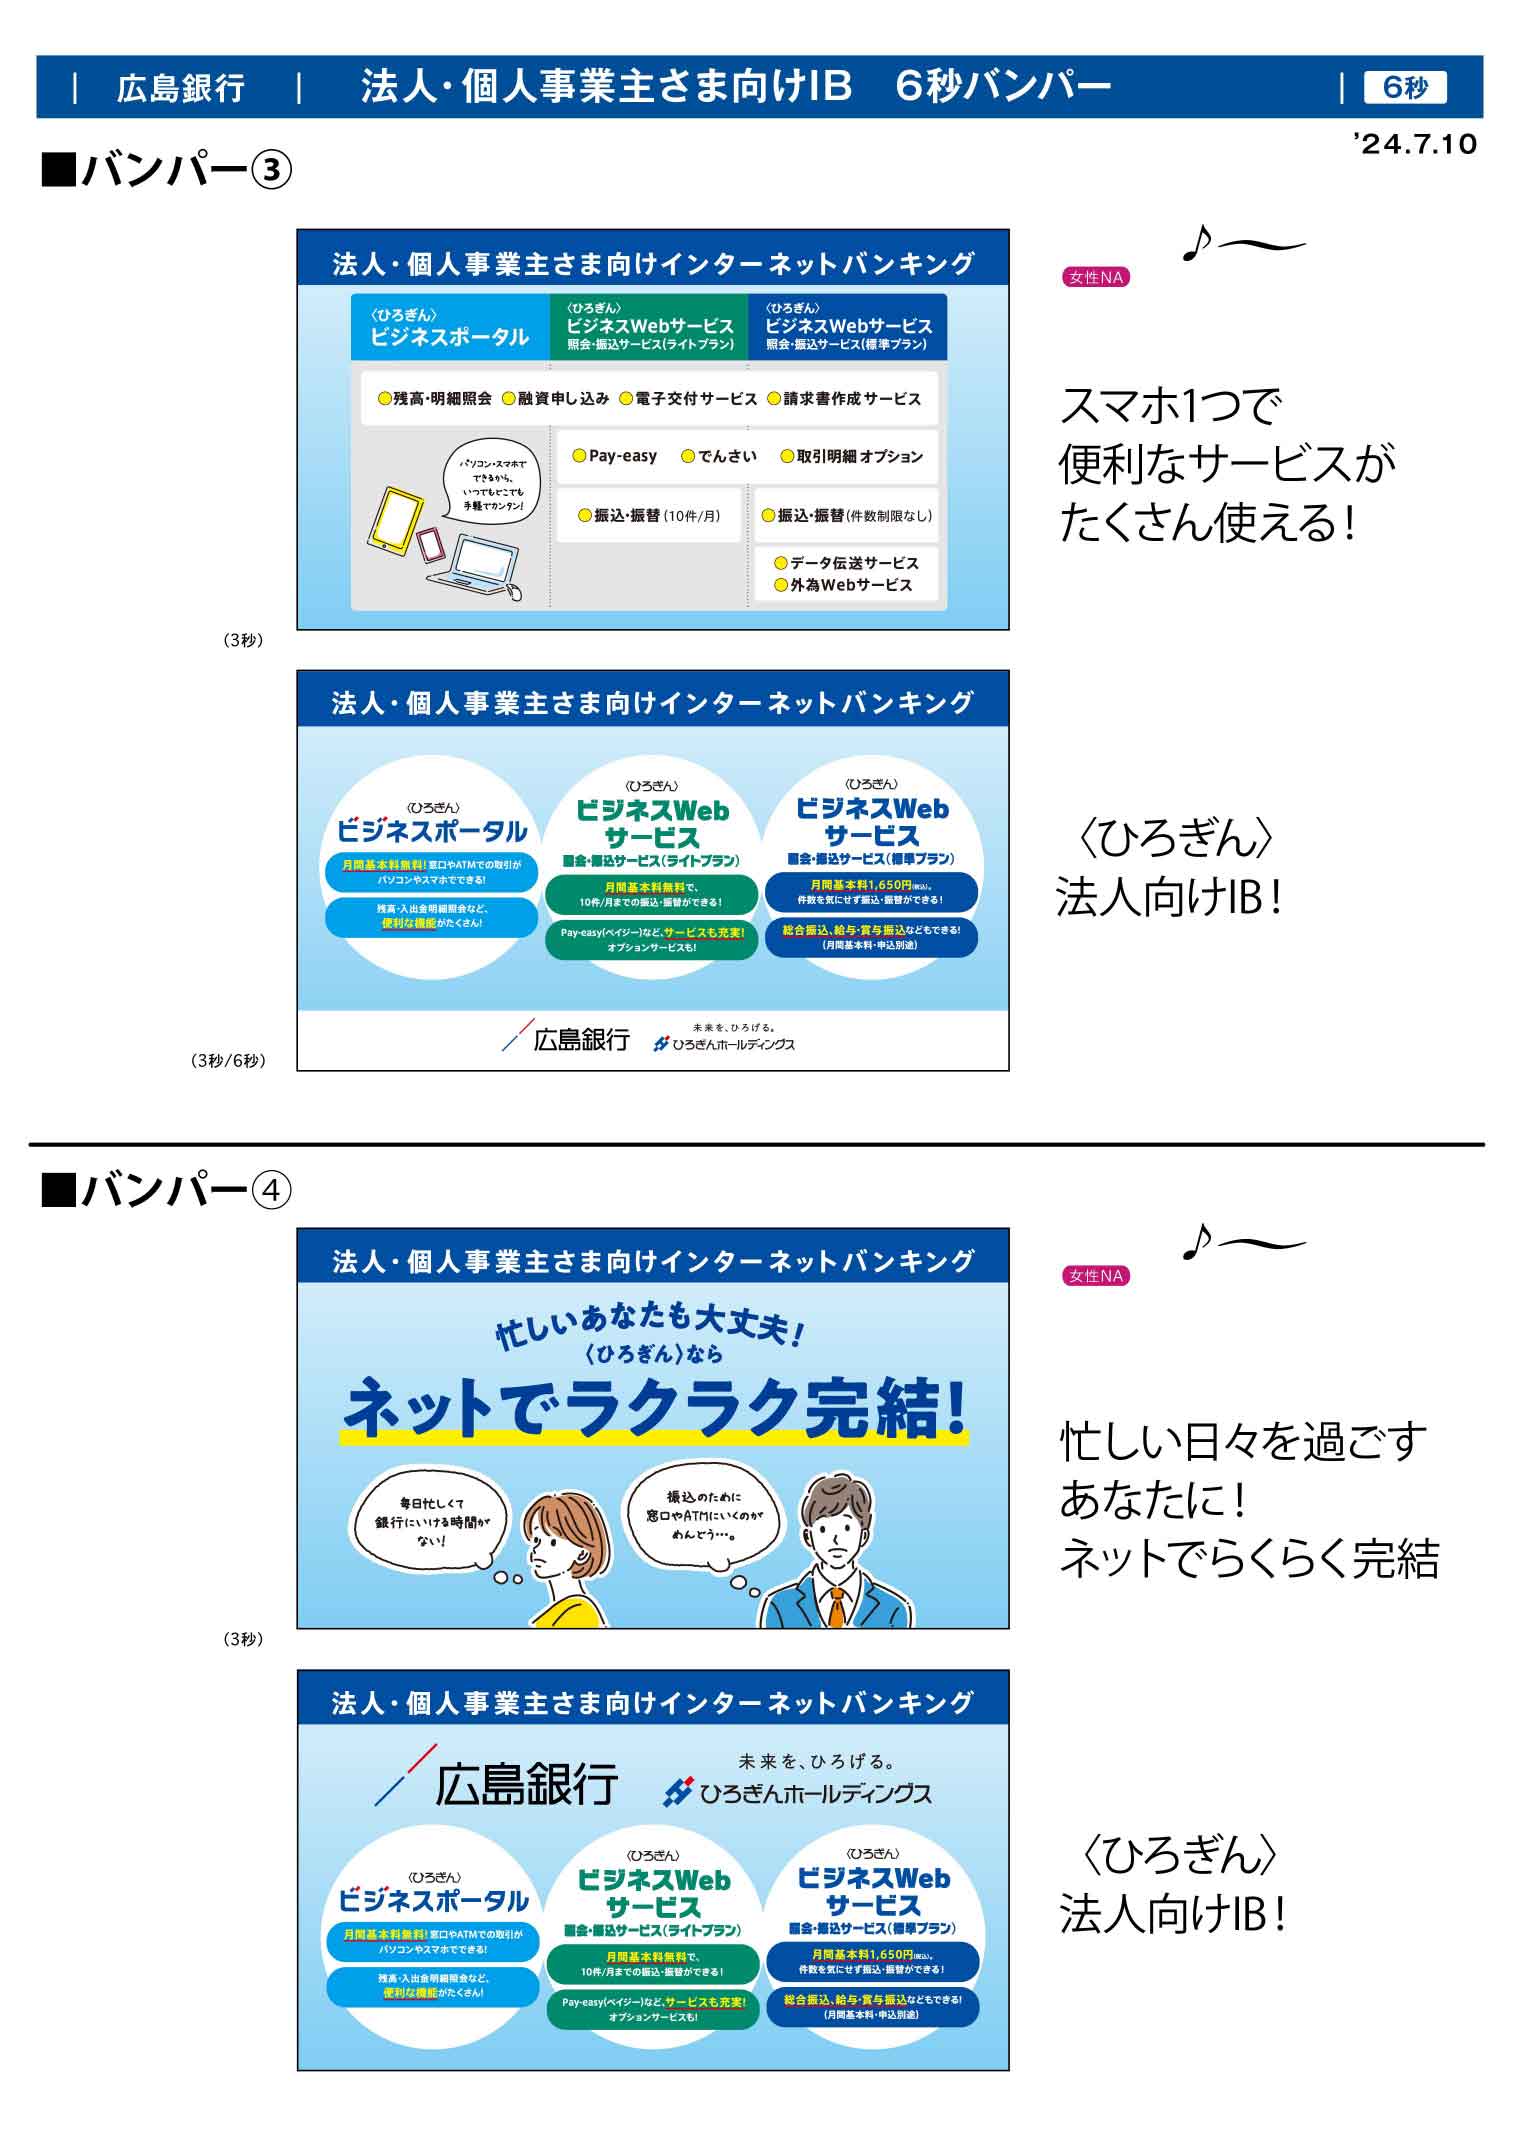 広島銀行 法人・個人事業主さま向けIB 6秒バンパー 6秒
’24.7.10
■バンパー③
法人・個人事業主さま向けインターネットバンキング
〈ひろぎん〉
ビジネスポータル
〈ひろぎん〉
ビジネスWebサービス
照会・振込サービス(ライトプラン)
〈ひろぎん〉
ビジネスWebサービス
照会・振込サービス(標準プラン)
残高・明細照会 融資申し込み 電子交付サービス 請求書作成サービス
Pay-easy でんさい 取引明細オプション
パソコン・スマホで
できるから、
いつでもどこでも
手軽でカンタン!
振込・振替(10件/月)
振込・振替(件数制限なし)
データ伝送サービス
外為Webサービス
(3秒)
女性NA
スマホ1つで
便利なサービスが
たくさん使える!
法人・個人事業主さま向けインターネットバンキング
〈ひろぎん〉
ビジネスポータル
月間基本料無料!窓口やATMでの取引が
パソコンやスマホでできる!
残高・入出金明細照会など、
便利な機能がたくさん!
〈ひろぎん〉
ビジネスWeb
サービス
照会・振込サービス(ライトプラン)
月間基本料無料で、
10件/月までの振込・振替ができる!
Pay-easy(ペイジー)など、サービスも充実!
オプションサービスも!
〈ひろぎん〉
ビジネスWeb
サービス
照会・振込サービス(標準プラン)
月間基本料1,650円(税込)。
件数を気にせず振込・振替ができる!
総合振込、給与・賞与振込などもできる!
(月間基本料・申込別途)
広島銀行
未来を、ひろげる。
ひろぎんホールディングス
(3秒/6秒)
〈ひろぎん〉
法人向けIB!
■バンパー④
法人・個人事業主さま向けインターネットバンキング
忙しいあなたも大丈夫!
〈ひろぎん〉なら
ネットでラクラク完結!
毎日忙しくて
銀行にいける時間が
ない!
振込のために
窓口やATMにいくのが
めんどう…。
(3秒)
女性NA
忙しい日々を過ごす
あなたに!
ネットでらくらく完結
法人・個人事業主さま向けインターネットバンキング
広島銀行
未来を、ひろげる。
ひろぎんホールディングス
〈ひろぎん〉
ビジネスポータル
月間基本料無料!窓口やATMでの取引が
パソコンやスマホでできる!
残高・入出金明細照会など、
便利な機能がたくさん!
〈ひろぎん〉
ビジネスWeb
サービス
照会・振込サービス(ライトプラン)
月間基本料無料で、
10件/月までの振込・振替ができる!
Pay-easy(ペイジー)など、サービスも充実!
オプションサービスも!
〈ひろぎん〉
ビジネスWeb
サービス
照会・振込サービス(標準プラン)
月間基本料1,650円(税込)。
件数を気にせず振込・振替ができる!
総合振込、給与・賞与振込などもできる!
(月間基本料・申込別途)
〈ひろぎん〉
法人向けIB!